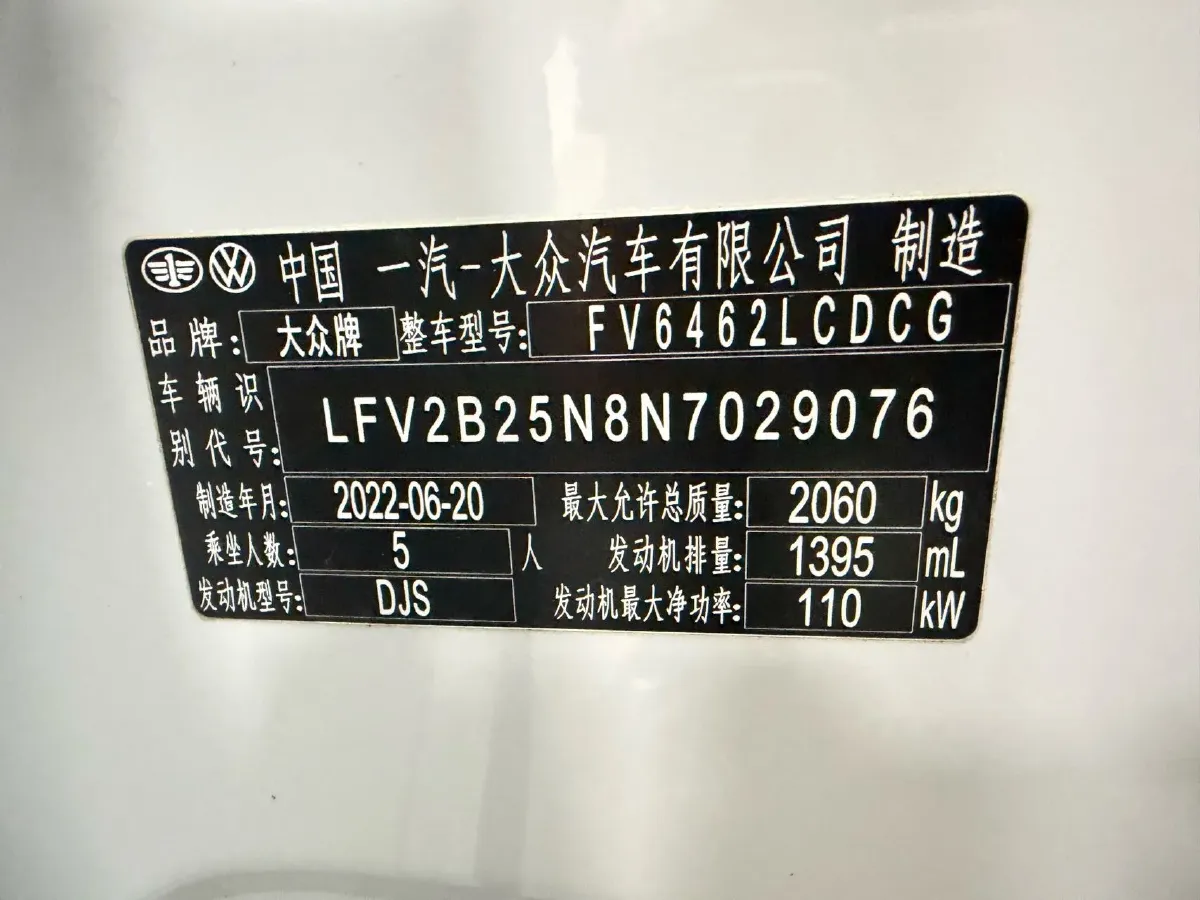 中国 一汽-大众汽车有限公司 制造
品牌: 大众牌 整车型号: FV6462LCDCG
车辆识别代号: LFV2B25N8N7029076
制造年月: 2022-06-20 最大允许总质量: 2060 kg
乘坐人数: 5 人 发动机排量: 1395 mL
发动机型号: DJS 发动机最大净功率: 110 kW